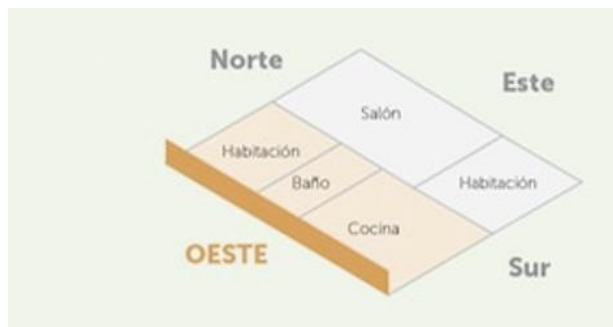 Norte
Este
Salón
Habitación
Baño
Habitación
Cocina
OESTE
Sur